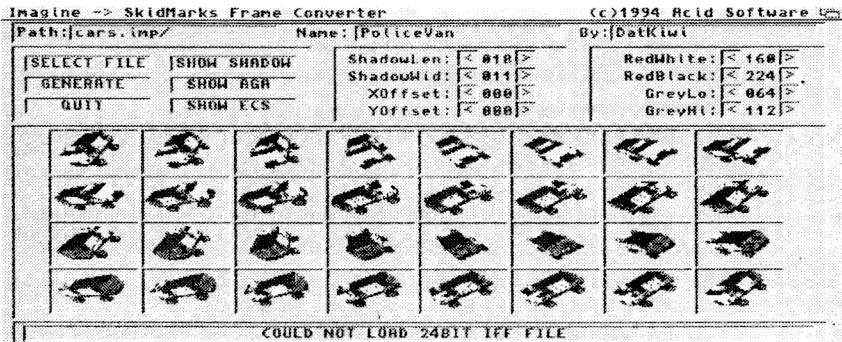 Imagine -> SkidMarks Frame Converter (c)1994 Acid Software
Path: cars.imp/ Name: PoliceVan By: DatKiwi
SELECT FILE SHOW SHADOW ShadowLen: < 018 > RedWhite: < 160 >
GENERATE SHOW AGA ShadowWid: < 011 > RedBlack: < 224 >
QUIT SHOW ECS XOffset: < 000 > GreyLo: < 064 >
YOffset: < 000 > GreyHi: < 112 >
COULD NOT LOAD 24BIT IFF FILE